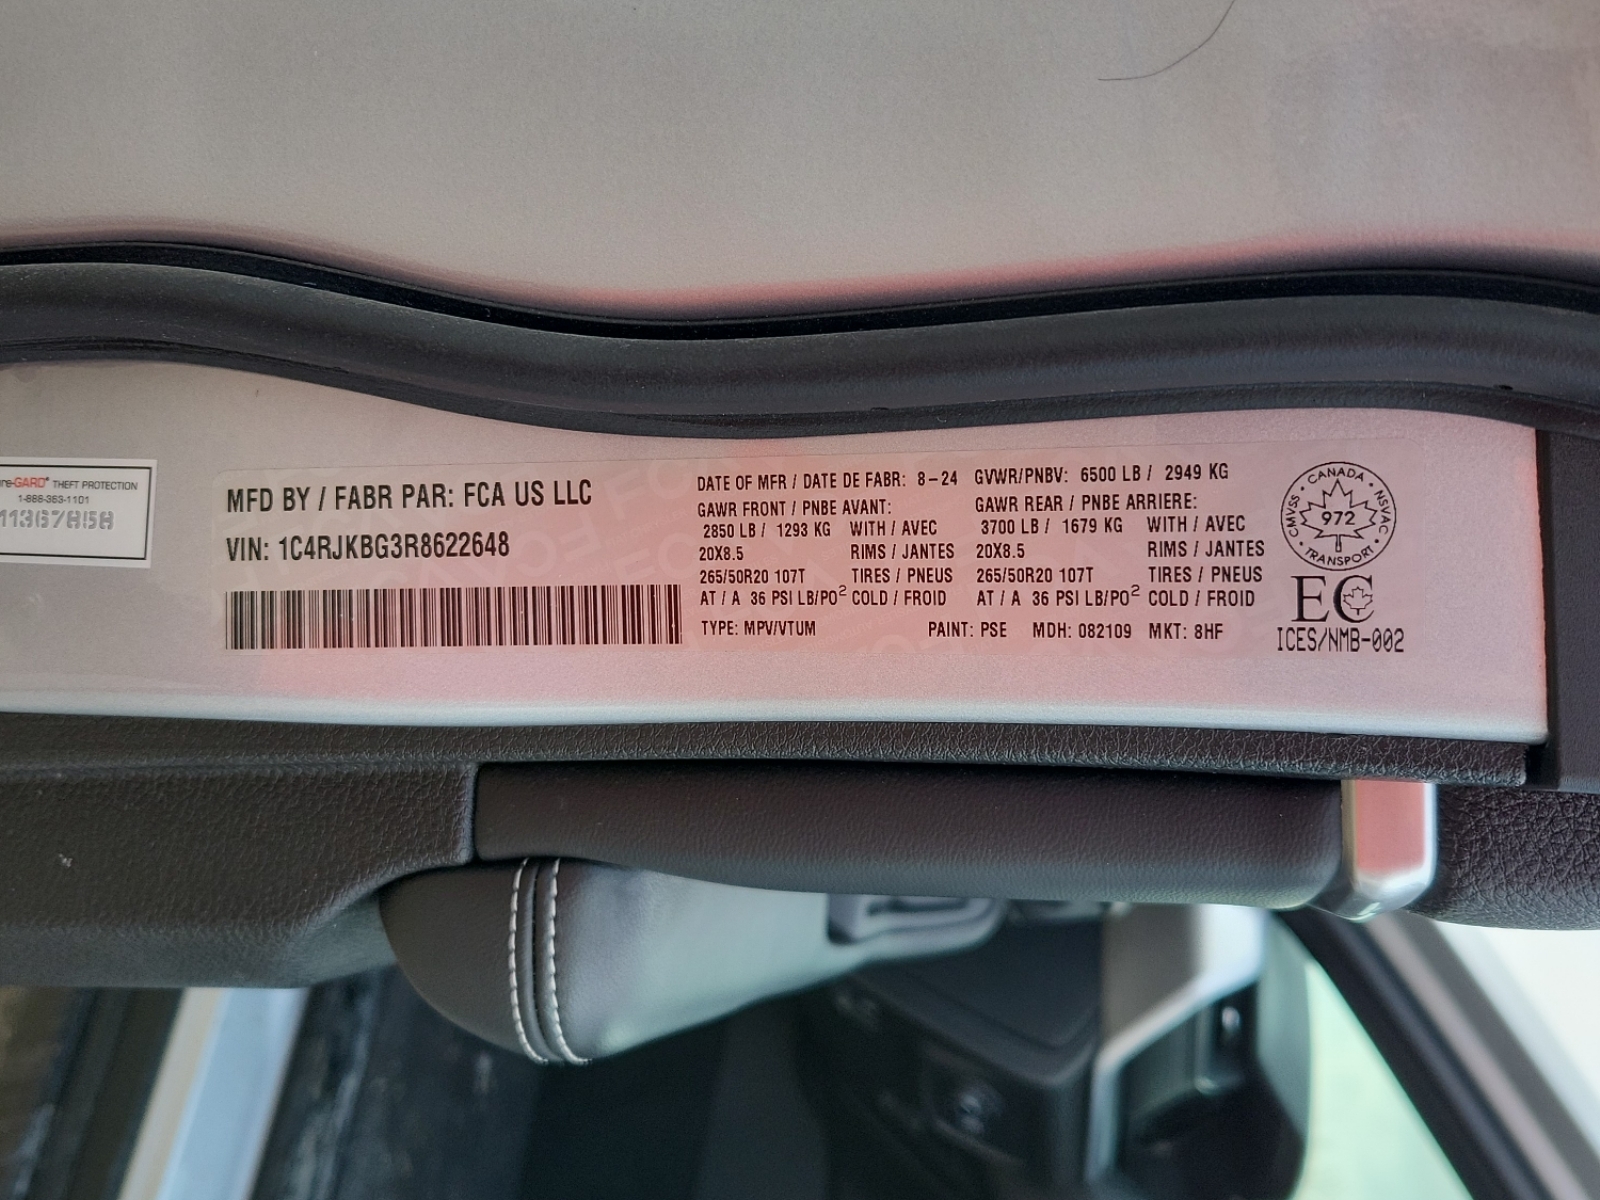 re-GARD® THEFT PROTECTION
1-866-363-1101
MFD BY / FABR PAR: FCA US LLC
VIN: 1C4RJKBG3R8622648
DATE OF MFR / DATE DE FABR: 8-24 GVWR/PNBV: 6500 LB / 2949 KG
GAWR FRONT / PNBE AVANT: GAWR REAR / PNBE ARRIERE:
2850 LB / 1293 KG WITH / AVEC 3700 LB / 1679 KG WITH / AVEC
20X8.5 RIMS / JANTES 20X8.5 RIMS / JANTES
265/50R20 107T TIRES / PNEUS 265/50R20 107T TIRES / PNEUS
AT / A 36 PSI LB/PO² COLD / FROID AT / A 36 PSI LB/PO² COLD / FROID
TYPE: MPV/VTUM PAINT: PSE MDH: 082109 MKT: 8HF
CANADA • NSVAC • TRANSPORT • CMVSS •
972
EC
ICES/NMB-002